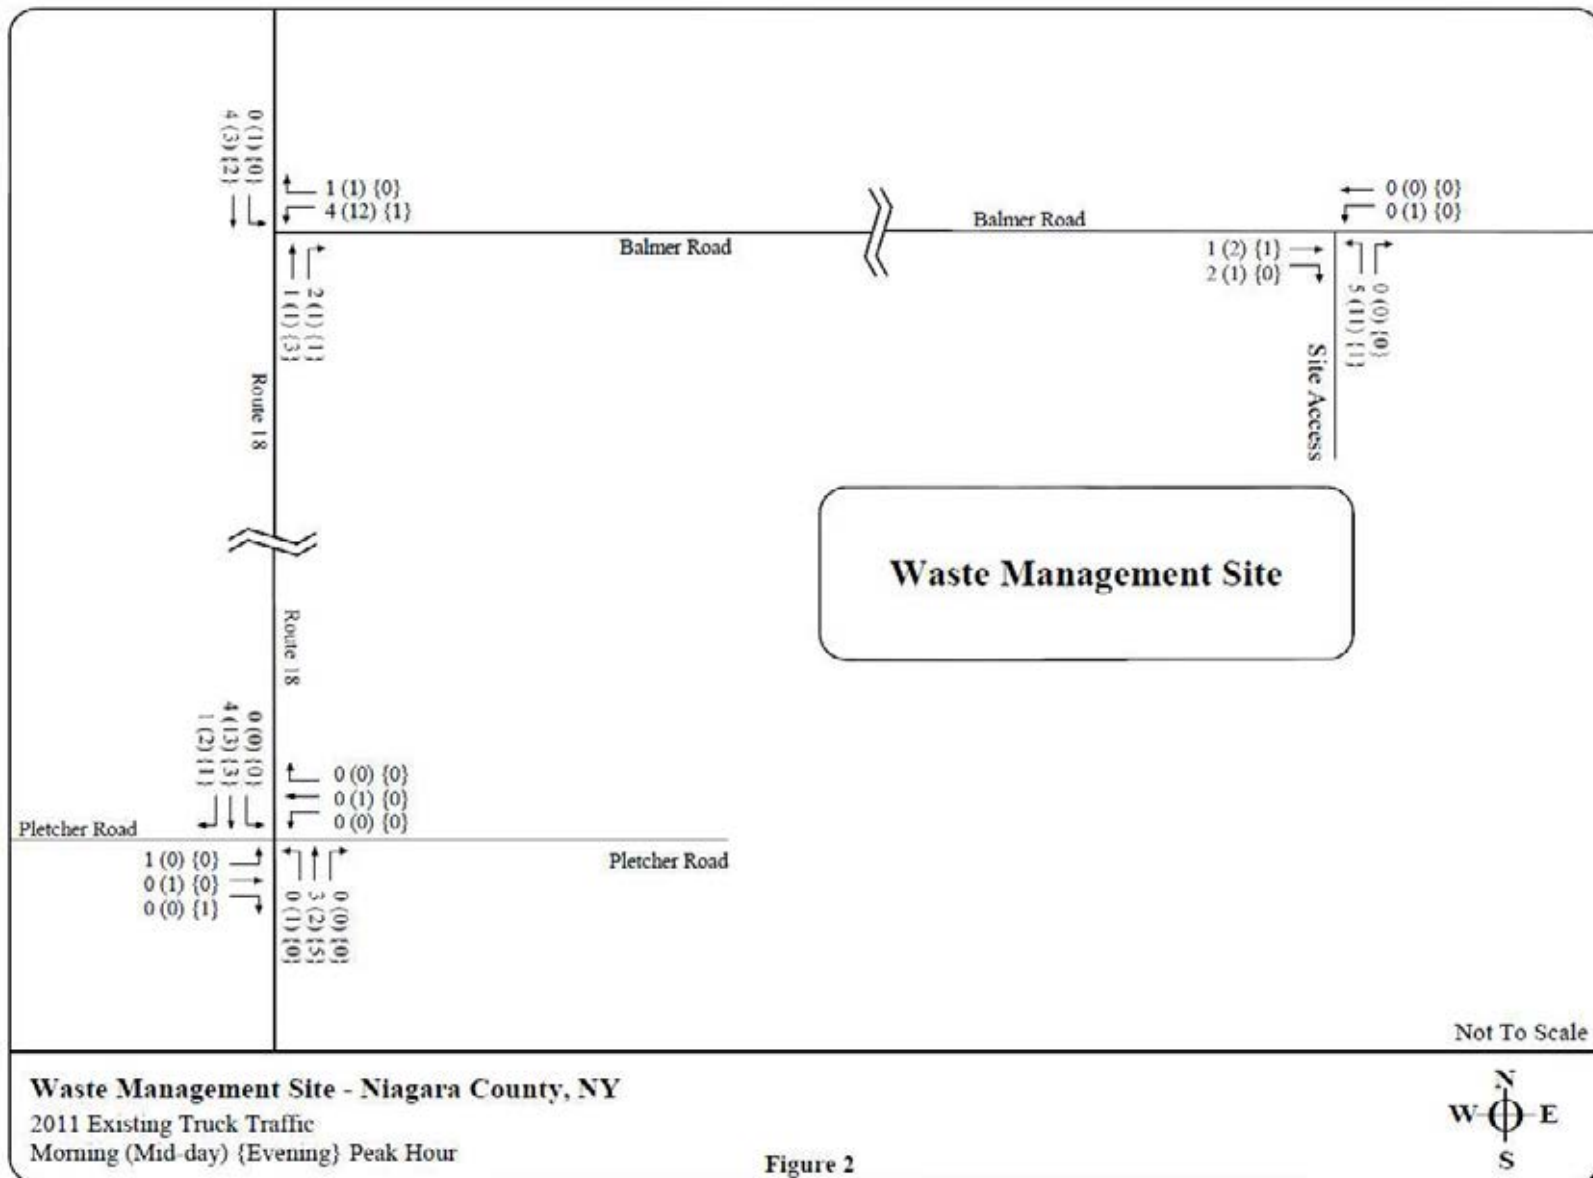 0 (1) {0}
4 (3) {2}
1 (1) {0}
4 (12) {1}
Balmer Road
2 (1) {1}
1 (1) {3}
Balmer Road
0 (0) {0}
0 (1) {0}
1 (2) {1}
2 (1) {0}
0 (0) {0}
5 (11) {1}
Site Access
Route 18
Waste Management Site
Route 18
0 (0) {0}
4 (13) {3}
1 (2) {1}
0 (0) {0}
0 (1) {0}
0 (0) {0}
Pletcher Road
Pletcher Road
1 (0) {0}
0 (1) {0}
0 (0) {1}
0 (0) {0}
3 (2) {5}
0 (1) {0}
Not To Scale
Waste Management Site - Niagara County, NY
2011 Existing Truck Traffic
Morning (Mid-day) {Evening} Peak Hour
Figure 2
N
W E
S